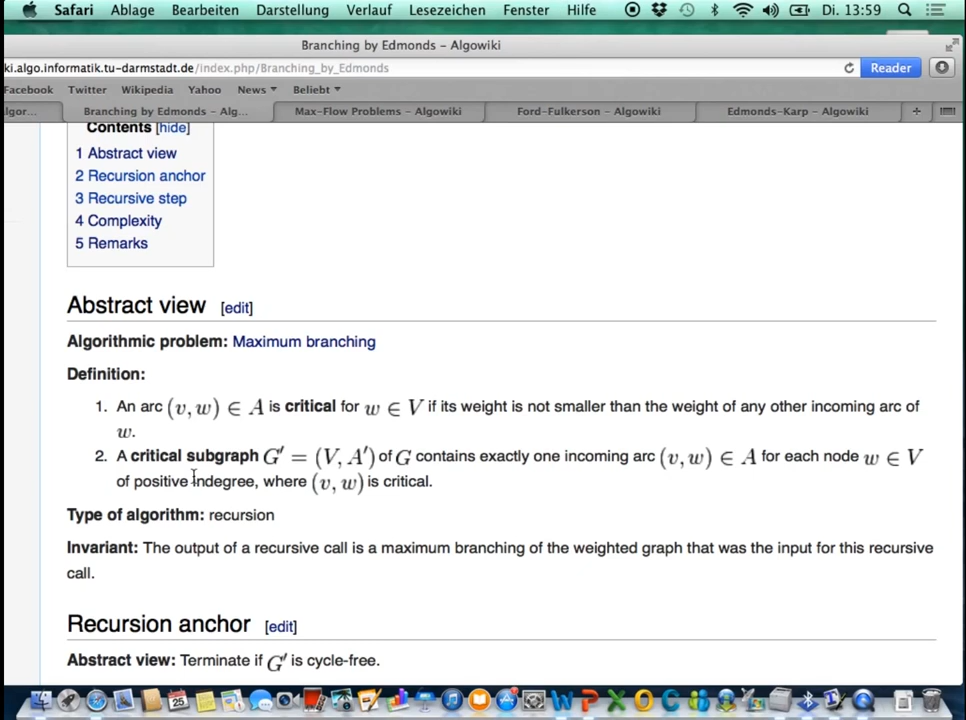 Safari Ablage Bearbeiten Darstellung Verlauf Lesezeichen Fenster Hilfe Di. 13:59
Branching by Edmonds – Algowiki
ki.algo.informatik.tu-darmstadt.de/index.php/Branching_by_Edmonds Reader
Facebook Twitter Wikipedia Yahoo News Beliebt
lgor... Branching by Edmonds – Alg... Max-Flow Problems – Algowiki Ford-Fulkerson – Algowiki Edmonds-Karp – Algowiki +
Contents [hide]
1 Abstract view
2 Recursion anchor
3 Recursive step
4 Complexity
5 Remarks
Abstract view [edit]
Algorithmic problem: Maximum branching
Definition:
1. An arc (v, w) ∈ A is critical for w ∈ V if its weight is not smaller than the weight of any other incoming arc of
w.
2. A critical subgraph G′ = (V, A′) of G contains exactly one incoming arc (v, w) ∈ A for each node w ∈ V
of positive indegree, where (v, w) is critical.
Type of algorithm: recursion
Invariant: The output of a recursive call is a maximum branching of the weighted graph that was the input for this recursive
call.
Recursion anchor [edit]
Abstract view: Terminate if G′ is cycle-free.
25